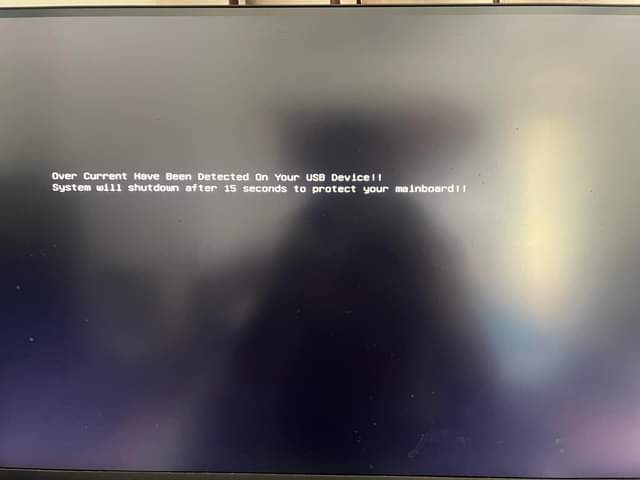 Over Current Have Been Detected On Your USB Device!!
System will shutdown after 15 seconds to protect your mainboard!!